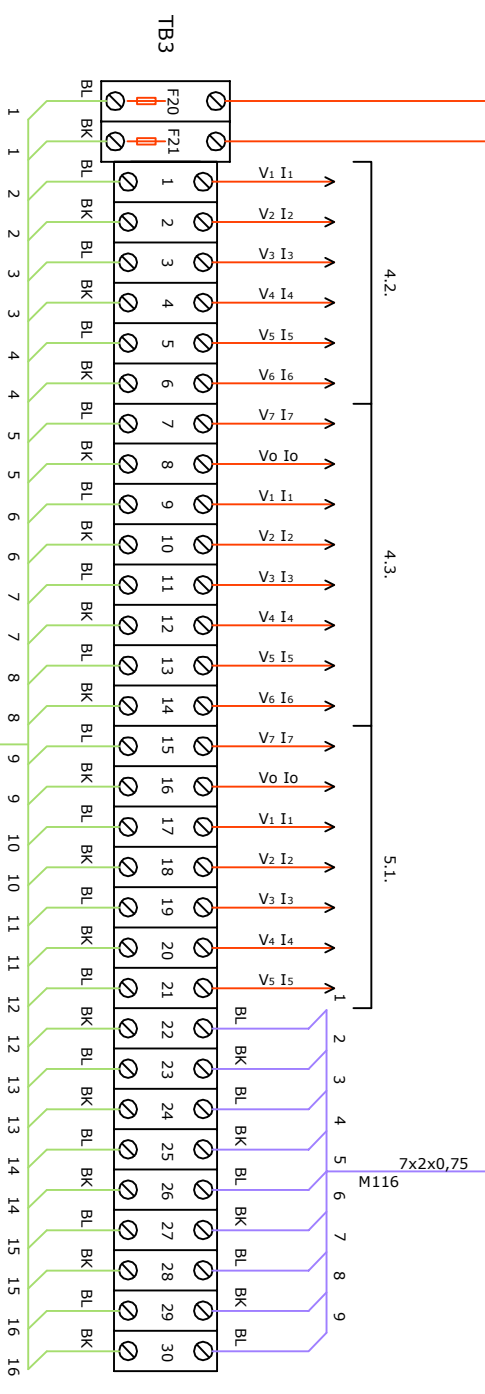 TB3
1 BL F20
1 BK F21
2 BL 1 V1 I1
2 BK 2 V2 I2
3 BL 3 V3 I3
3 BK 4 V4 I4
4 BL 5 V5 I5
4 BK 6 V6 I6
4.2.
5 BL 7 V7 I7
5 BK 8 Vo Io
6 BL 9 V1 I1
6 BK 10 V2 I2
7 BL 11 V3 I3
7 BK 12 V4 I4
8 BL 13 V5 I5
8 BK 14 V6 I6
4.3.
9 BL 15 V7 I7
9 BK 16 Vo Io
10 BL 17 V1 I1
10 BK 18 V2 I2
11 BL 19 V3 I3
11 BK 20 V4 I4
12 BL 21 V5 I5
5.1.
12 BK 22 BL 1
13 BL 23 BK 2
13 BK 24 BL 3
14 BL 25 BK 4
14 BK 26 BL 5
15 BL 27 BK 6
15 BK 28 BL 7
16 BL 29 BK 8
16 BK 30 BL 9
7x2x0,75
M116